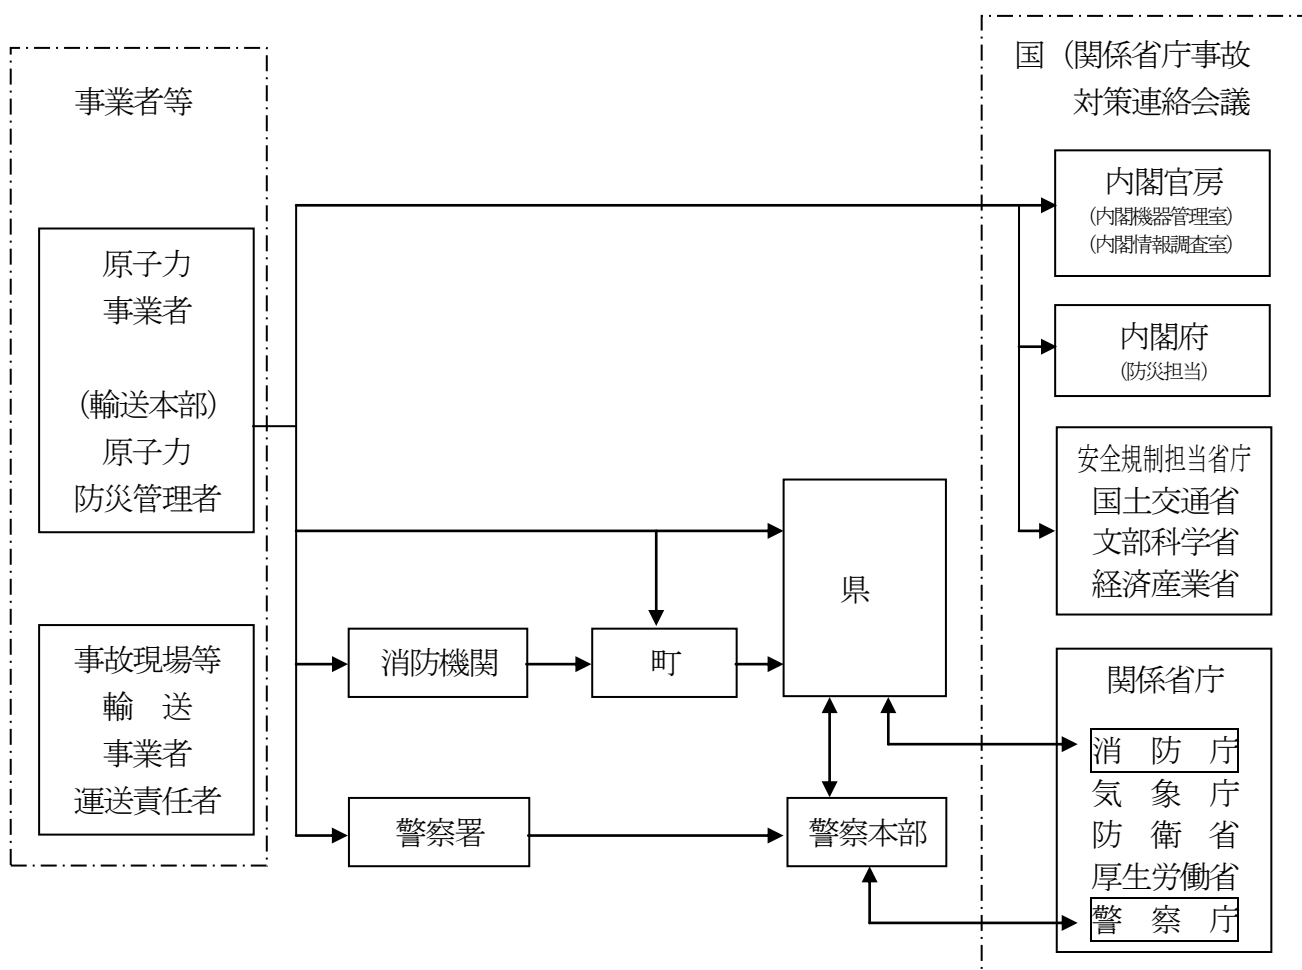 事業者等
原子力
事業者
（輸送本部）
原子力
防災管理者
事故現場等
輸　送
事業者
運送責任者
消防機関
町
県
警察署
警察本部
国（関係省庁事故
対策連絡会議
内閣官房
（内閣機器管理室）
（内閣情報調査室）
内閣府
（防災担当）
安全規制担当省庁
国土交通省
文部科学省
経済産業省
関係省庁
消　防　庁
気　象　庁
防　衛　省
厚生労働省
警　察　庁